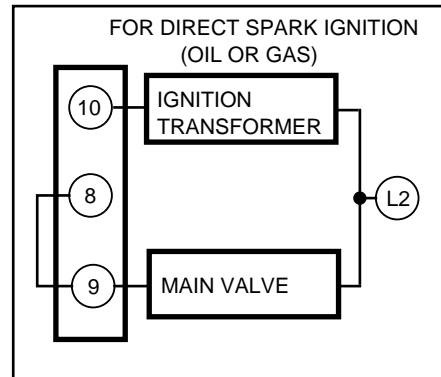 FOR DIRECT SPARK IGNITION
(OIL OR GAS)
10
IGNITION
TRANSFORMER
8
L2
9
MAIN VALVE